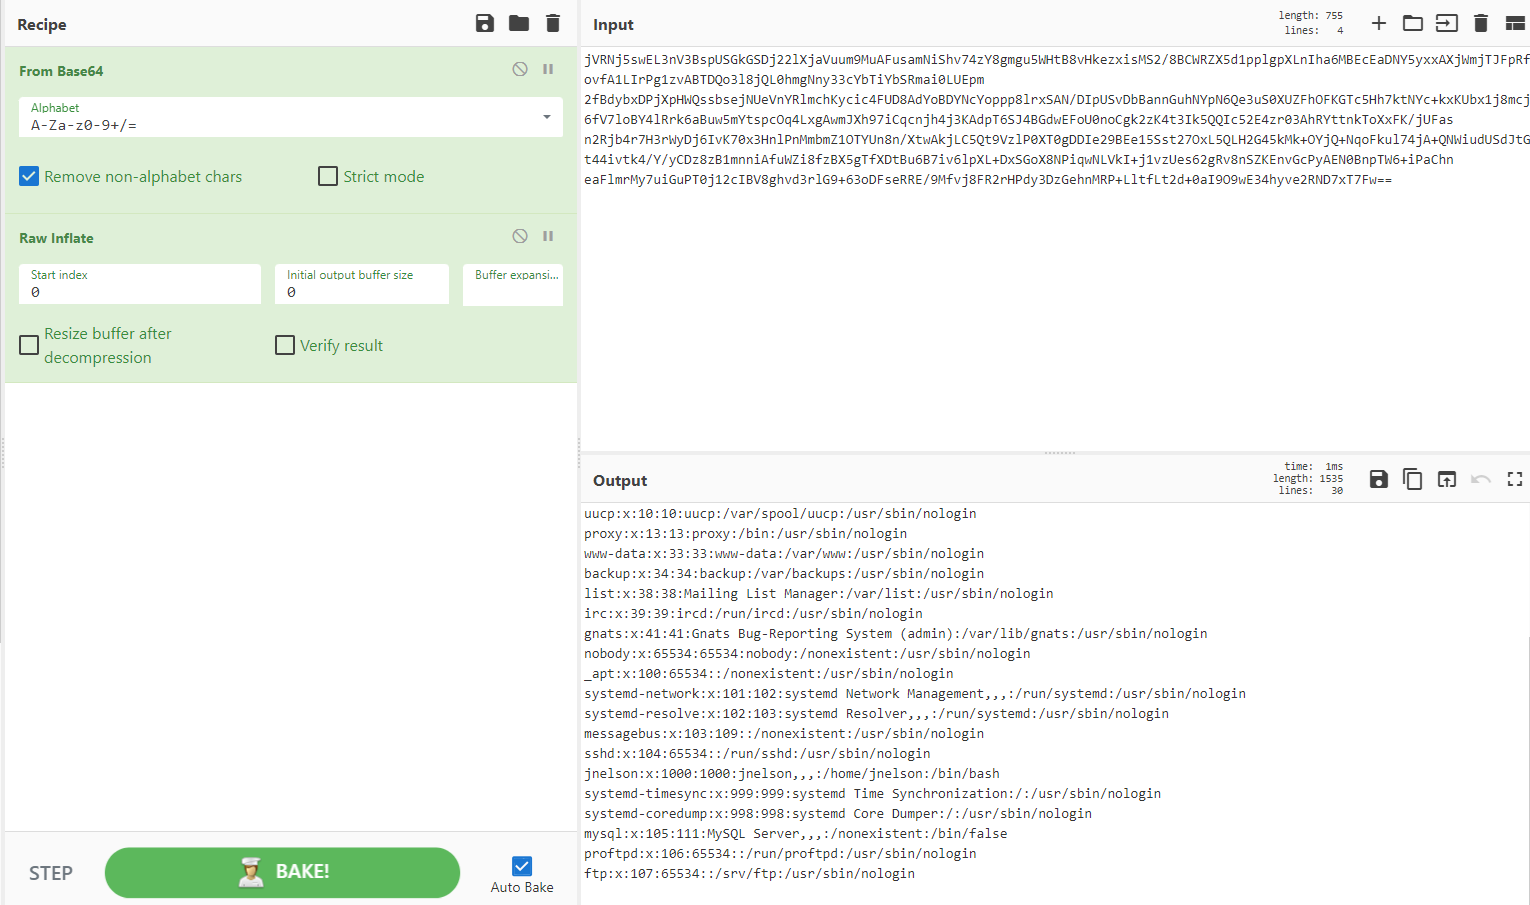 Recipe
From Base64
Alphabet
A-Za-z0-9+/=
Remove non-alphabet chars
Strict mode
Raw Inflate
Start index
0
Initial output buffer size
0
Buffer expansi...
Resize buffer after
decompression
Verify result
STEP
BAKE!
Auto Bake
Input
length: 755
lines: 4
jVRNj5swEL3nV3BspUSGkGSDj22lXjaVuum9MuAFusamNiShv74zY8gmgu5WHtB8vHkezxisMS2/8BCWRZX5d1pplgpXLnIha6MBEcEaDNY5yxxAXjWmjTJFpRf
ovfA1LIrPg1zvABTDQo3l8jQL0hmgNny33cYbTiYbSRmai0LUEpm
2fBdybxDPjXpHWQssbsejNUeVnYRlmchKycic4FUD8AdYoBDYNcYoppp8lrxSAN/DIpUSvDbBannGuhNYpN6Qe3uS0XUZFhOFKGTc5Hh7ktNYc+kxKUbx1j8mcj
6fV7loBY4lRrk6aBuw5mYtspcOq4LxgAwmJXh97iCqcnjh4j3KAdpT6SJ4BGdwEFoU0noCgk2zK4t3Ik5QQIc52E4zr03AhRYttnkToXxFK/jUFas
n2Rjb4r7H3rWyDj6IvK70x3HnlPnMmbmZ1OTYUn8n/XtwAkjLC5Qt9VzlP0XT0gDDIe29BEe15Sst27OxL5QLH2G45kMk+OYjQ+NqoFkul74jA+QNWiudUSdJtG
t44ivtk4/Y/yCDz8zB1mnniAfuWZi8fzBX5gTfXDtBu6B7iv6lpXL+DxSGoX8NPiqwNLVkI+j1vzUes62gRv8nSZKEnvGcPyAEN0BnpTW6+iPaChn
eaFlmrMy7uiGuPT0j12cIBV8ghvd3rlG9+63oDFseRRE/9Mfvj8FR2rHPdy3DzGehnMRP+LltfLt2d+0aI9O9wE34hyve2RND7xT7Fw==
Output
time: 1ms
length: 1535
lines: 30
uucp:x:10:10:uucp:/var/spool/uucp:/usr/sbin/nologin
proxy:x:13:13:proxy:/bin:/usr/sbin/nologin
www-data:x:33:33:www-data:/var/www:/usr/sbin/nologin
backup:x:34:34:backup:/var/backups:/usr/sbin/nologin
list:x:38:38:Mailing List Manager:/var/list:/usr/sbin/nologin
irc:x:39:39:ircd:/run/ircd:/usr/sbin/nologin
gnats:x:41:41:Gnats Bug-Reporting System (admin):/var/lib/gnats:/usr/sbin/nologin
nobody:x:65534:65534:nobody:/nonexistent:/usr/sbin/nologin
_apt:x:100:65534::/nonexistent:/usr/sbin/nologin
systemd-network:x:101:102:systemd Network Management,,,:/run/systemd:/usr/sbin/nologin
systemd-resolve:x:102:103:systemd Resolver,,,:/run/systemd:/usr/sbin/nologin
messagebus:x:103:109::/nonexistent:/usr/sbin/nologin
sshd:x:104:65534::/run/sshd:/usr/sbin/nologin
jnelson:x:1000:1000:jnelson,,,:/home/jnelson:/bin/bash
systemd-timesync:x:999:999:systemd Time Synchronization:/:/usr/sbin/nologin
systemd-coredump:x:998:998:systemd Core Dumper:/:/usr/sbin/nologin
mysql:x:105:111:MySQL Server,,,:/nonexistent:/bin/false
proftpd:x:106:65534::/run/proftpd:/usr/sbin/nologin
ftp:x:107:65534::/srv/ftp:/usr/sbin/nologin